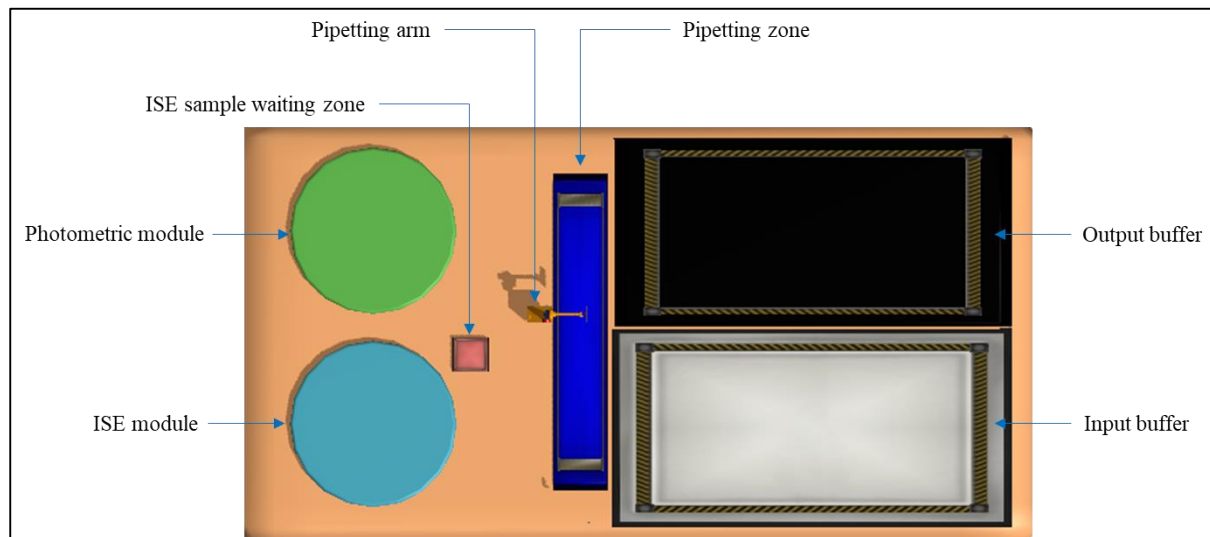 Pipetting arm
Pipetting zone
ISE sample waiting zone
Photometric module
Output buffer
ISE module
Input buffer